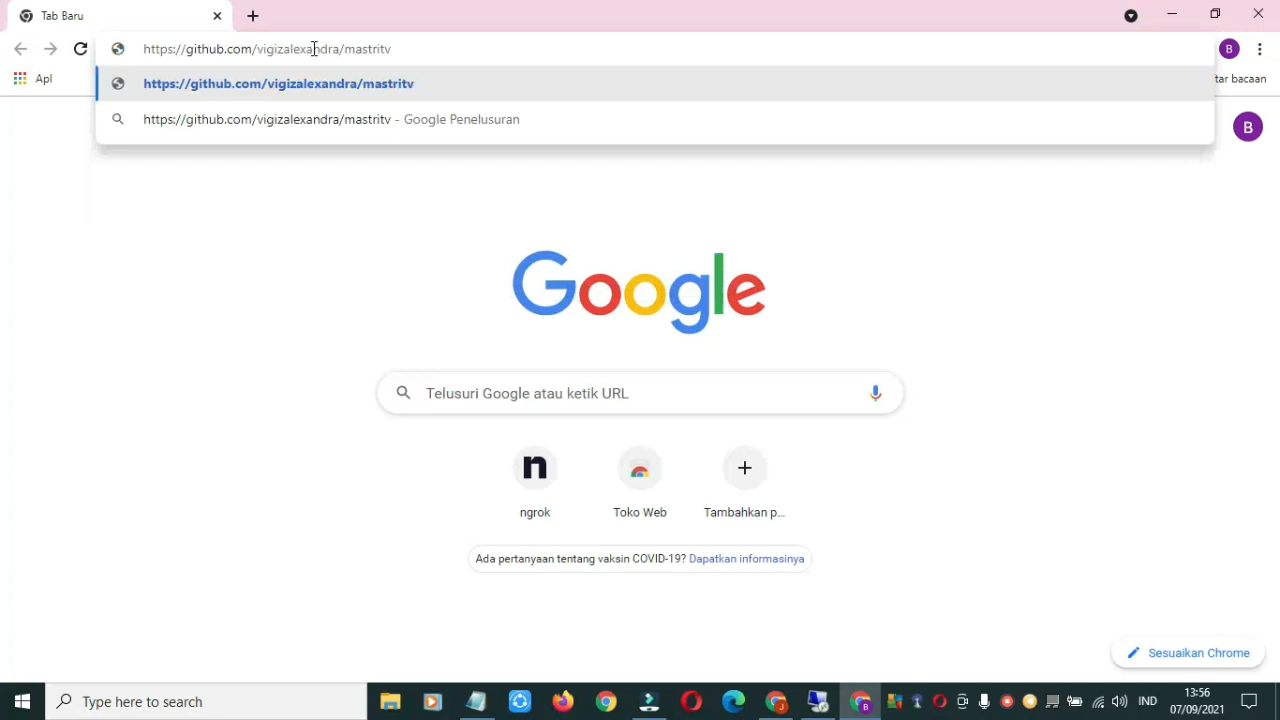 Tab Baru
https://github.com/vigizalexandra/mastritv
B
Apl
https://github.com/vigizalexandra/mastritv
tar bacaan
https://github.com/vigizalexandra/mastritv - Google Penelusuran
B
Google
Telusuri Google atau ketik URL
n
ngrok
Toko Web
Tambahkan p...
Ada pertanyaan tentang vaksin COVID-19? Dapatkan informasinya
Sesuaikan Chrome
Type here to search
J
B
IND
13:56
07/09/2021